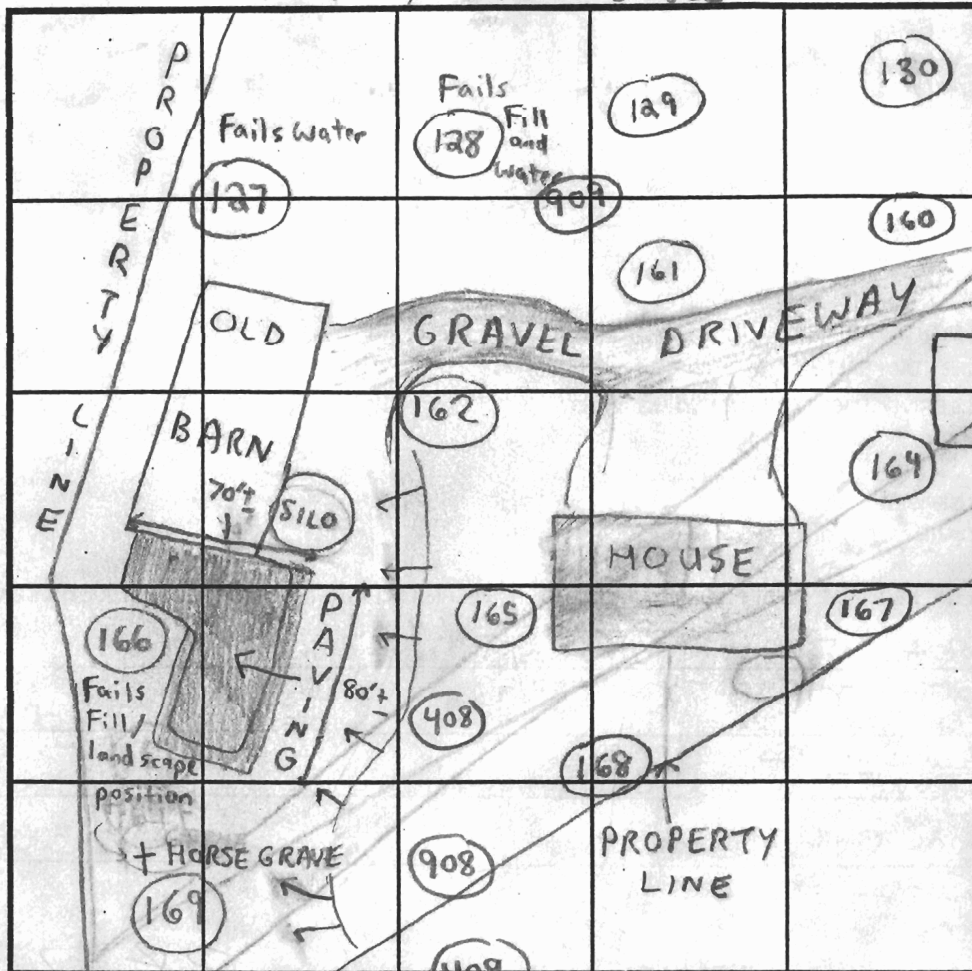 PROPERTY
LINE
Fails water
127
Fails
128
Fill
and
Water
909
129
130
160
161
GRAVEL DRIVEWAY
OLD
BARN
70'±
SILO
162
164
HOUSE
165
167
166
Fails
Fill/
landscape
position
PAVING
80'±
408
168
+ HORSE GRAVE
169
908
PROPERTY
LINE